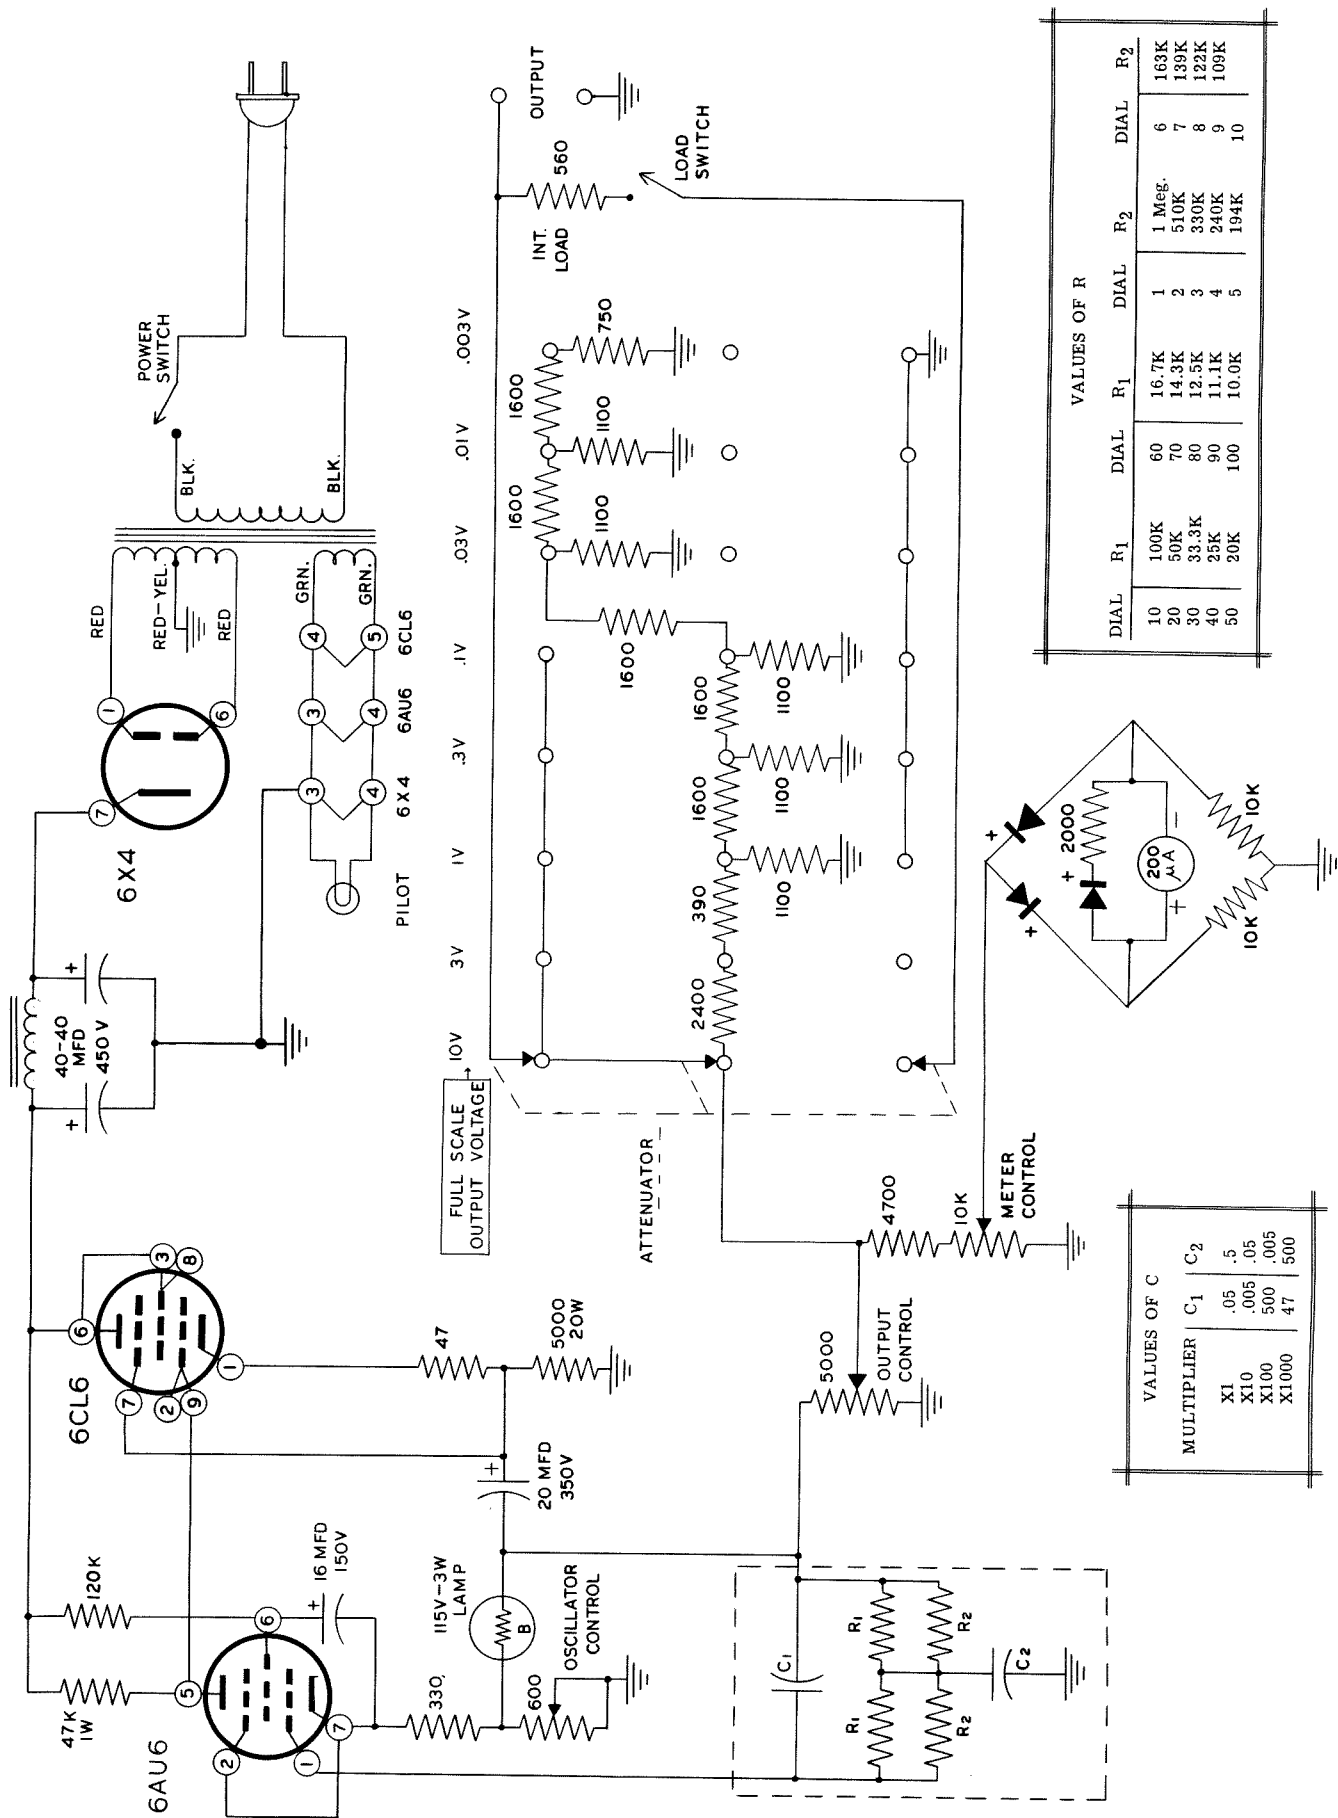 6AU6
47K
1W
120K
5
6
2
1
7
16 MFD
150V
+
330
600
OSCILLATOR
CONTROL
115V-3W
LAMP
B
20 MFD
350V
+
6CL6
6
3
8
7
2
9
1
47
5000
20W
40-40
MFD
450V
+
+
6X4
7
1
6
RED
RED-YEL.
RED
GRN.
GRN.
BLK.
BLK.
POWER
SWITCH
PILOT
3
4
6X4
3
4
6AU6
4
5
6CL6
FULL SCALE
OUTPUT VOLTAGE
10V
3V
1V
.3V
.1V
.03V
.01V
.003V
1600
1600
1600
1100
1100
750
2400
390
1600
1600
1100
1100
1100
INT.
LOAD
560
OUTPUT
LOAD
SWITCH
ATTENUATOR
5000
OUTPUT
CONTROL
4700
10K
METER
CONTROL
+
+
+
2000
200
μA
+
-
10K
10K
C1
R1
R1
R2
R2
C2
VALUES OF C
MULTIPLIER C1 C2
X1 .05 .5
X10 .005 .05
X100 500 .005
X1000 47 500
VALUES OF R
DIAL R1 DIAL R1 DIAL R2 DIAL R2
10 100K 60 16.7K 1 1 Meg. 6 163K
20 50K 70 14.3K 2 510K 7 139K
30 33.3K 80 12.5K 3 330K 8 122K
40 25K 90 11.1K 4 240K 9 109K
50 20K 100 10.0K 5 194K 10